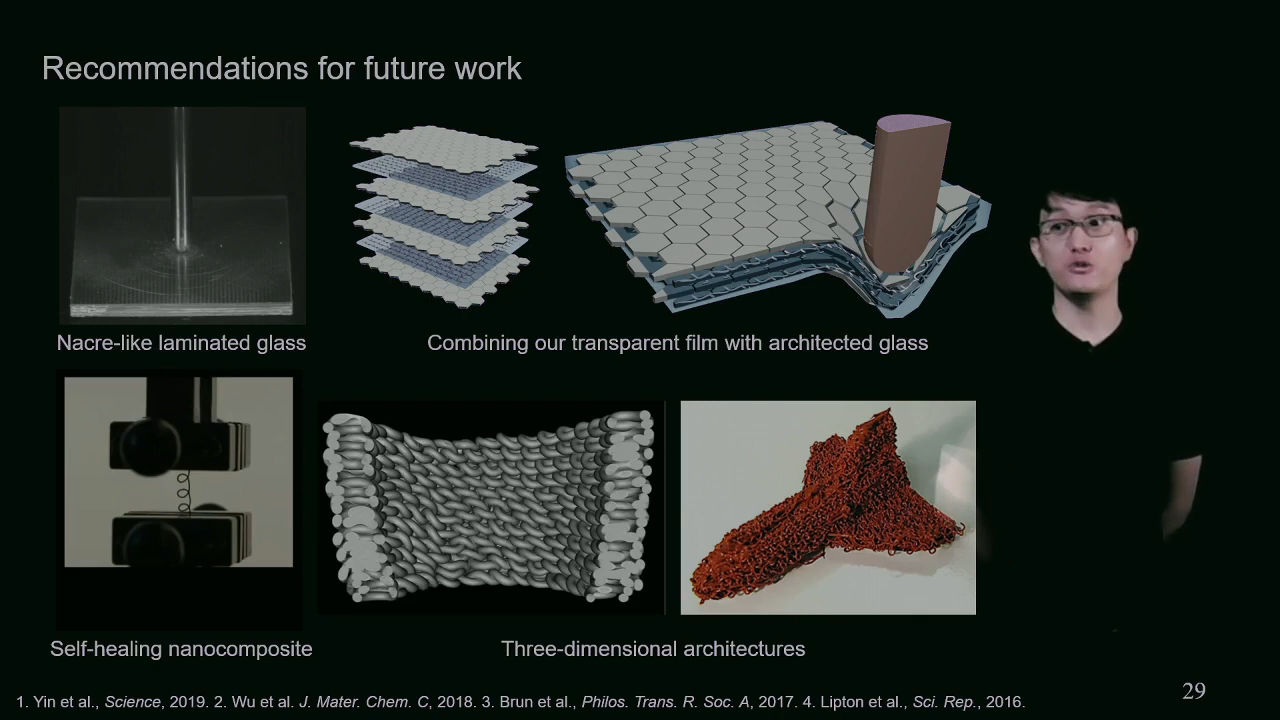 Recommendations for future work
Nacre-like laminated glass
Combining our transparent film with architected glass
Self-healing nanocomposite
Three-dimensional architectures
1. Yin et al., Science, 2019. 2. Wu et al. J. Mater. Chem. C, 2018. 3. Brun et al., Philos. Trans. R. Soc. A, 2017. 4. Lipton et al., Sci. Rep., 2016.
29